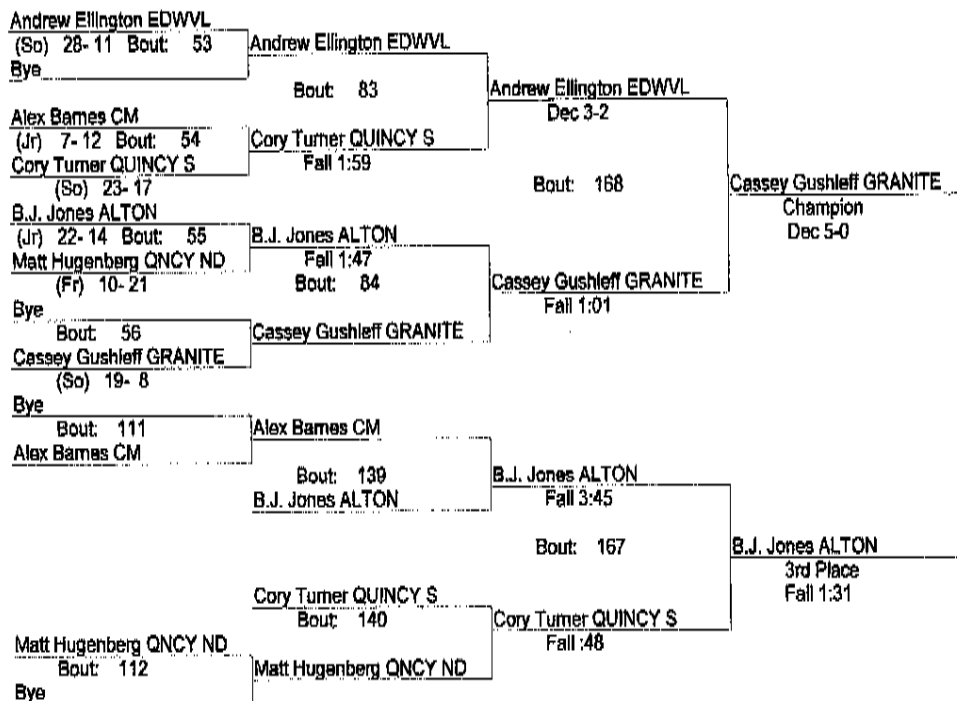 Andrew Ellington EDWVL
(So) 28- 11 Bout: 53
Bye
Andrew Ellington EDWVL
Bout: 83
Alex Barnes CM
(Jr) 7- 12 Bout: 54
Cory Turner QUINCY S
(So) 23- 17
Cory Turner QUINCY S
Fall 1:59
Andrew Ellington EDWVL
Dec 3-2
Bout: 168
B.J. Jones ALTON
(Jr) 22- 14 Bout: 55
Matt Hugenberg QNCY ND
(Fr) 10- 21
B.J. Jones ALTON
Fall 1:47
Bout: 84
Bye
Bout: 56
Cassey Gushleff GRANITE
(So) 19- 8
Cassey Gushleff GRANITE
Cassey Gushleff GRANITE
Fall 1:01
Cassey Gushleff GRANITE
Champion
Dec 5-0
Bye
Bout: 111
Alex Barnes CM
Alex Barnes CM
Bout: 139
B.J. Jones ALTON
B.J. Jones ALTON
Fall 3:45
Bout: 167
Cory Turner QUINCY S
Bout: 140
Matt Hugenberg QNCY ND
Bout: 112
Bye
Matt Hugenberg QNCY ND
Cory Turner QUINCY S
Fall :48
B.J. Jones ALTON
3rd Place
Fall 1:31